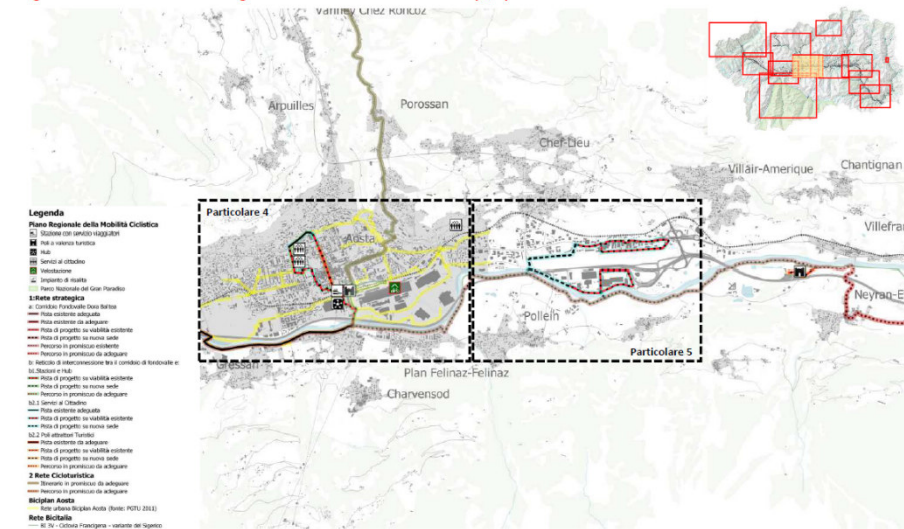 Vanney Chez Roncoz
Arpuilles
Porossan
Chef-Lieu
Villair-Amerique
Chantignan
Particolare 4
Aosta
Villefra
Neyran-E
Pollein
Particolare 5
Gressan
Plan Felinaz-Felinaz
Charvensod
Legenda
Piano Regionale della Mobilità Ciclistica
Stazione con servizio viaggiatori
Poli a valenza turistica
Hub
Servizi al cittadino
Velostazione
Impianto di risalita
Parco Nazionale del Gran Paradiso
1:Rete strategica
a: Corridoio Fondovalle Dora Baltea
Pista esistente adeguata
Pista esistente da adeguare
Pista di progetto su viabilità esistente
Pista di progetto su nuova sede
Percorso in promiscuo esistente
Percorso in promiscuo da adeguare
b: Reticolo di interconnessione tra il corridoio di fondovalle e:
b1.Stazioni e Hub
Pista di progetto su viabilità esistente
Pista di progetto su nuova sede
Percorso in promiscuo da adeguare
b2.1 Servizi al Cittadino
Pista esistente adeguata
Pista di progetto su viabilità esistente
Pista di progetto su nuova sede
b2.2 Poli attrattori Turistici
Pista esistente da adeguare
Pista di progetto su viabilità esistente
Pista di progetto su nuova sede
Percorso in promiscuo da adeguare
2 Rete Cicloturistica
Itinerario in promiscuo da adeguare
Percorso in promiscuo da adeguare
Biciplan Aosta
Rete urbana Biciplan Aosta (fonte: PGTU 2011)
Rete Bicitalia
BI 3V - Ciclovia Francigena - variante del Sigerico